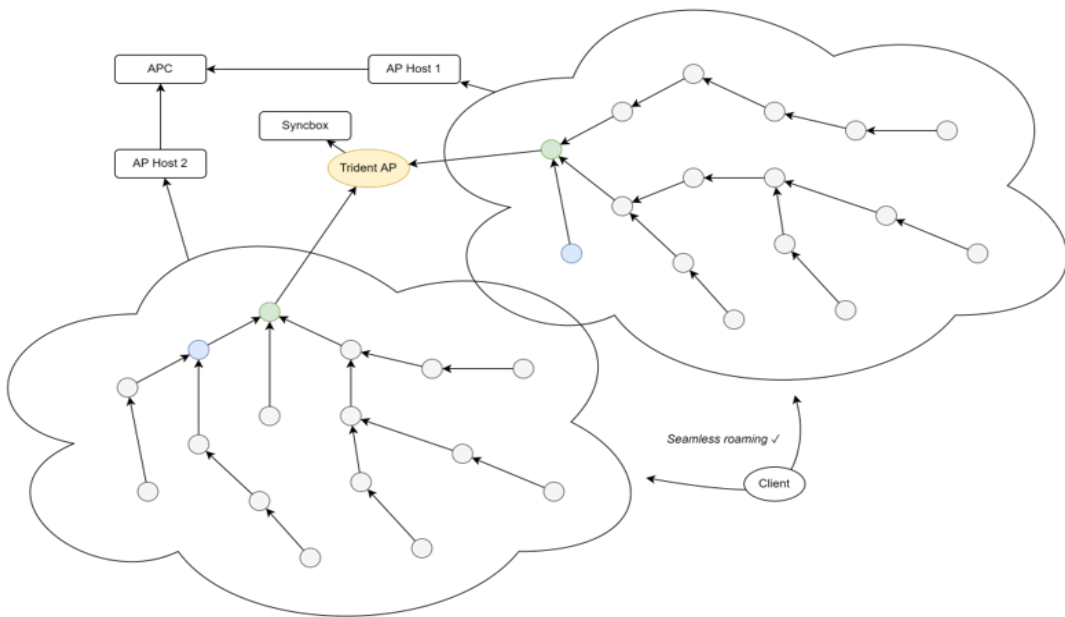 APC
AP Host 1
Syncbox
AP Host 2
Trident AP
Seamless roaming ✓
Client